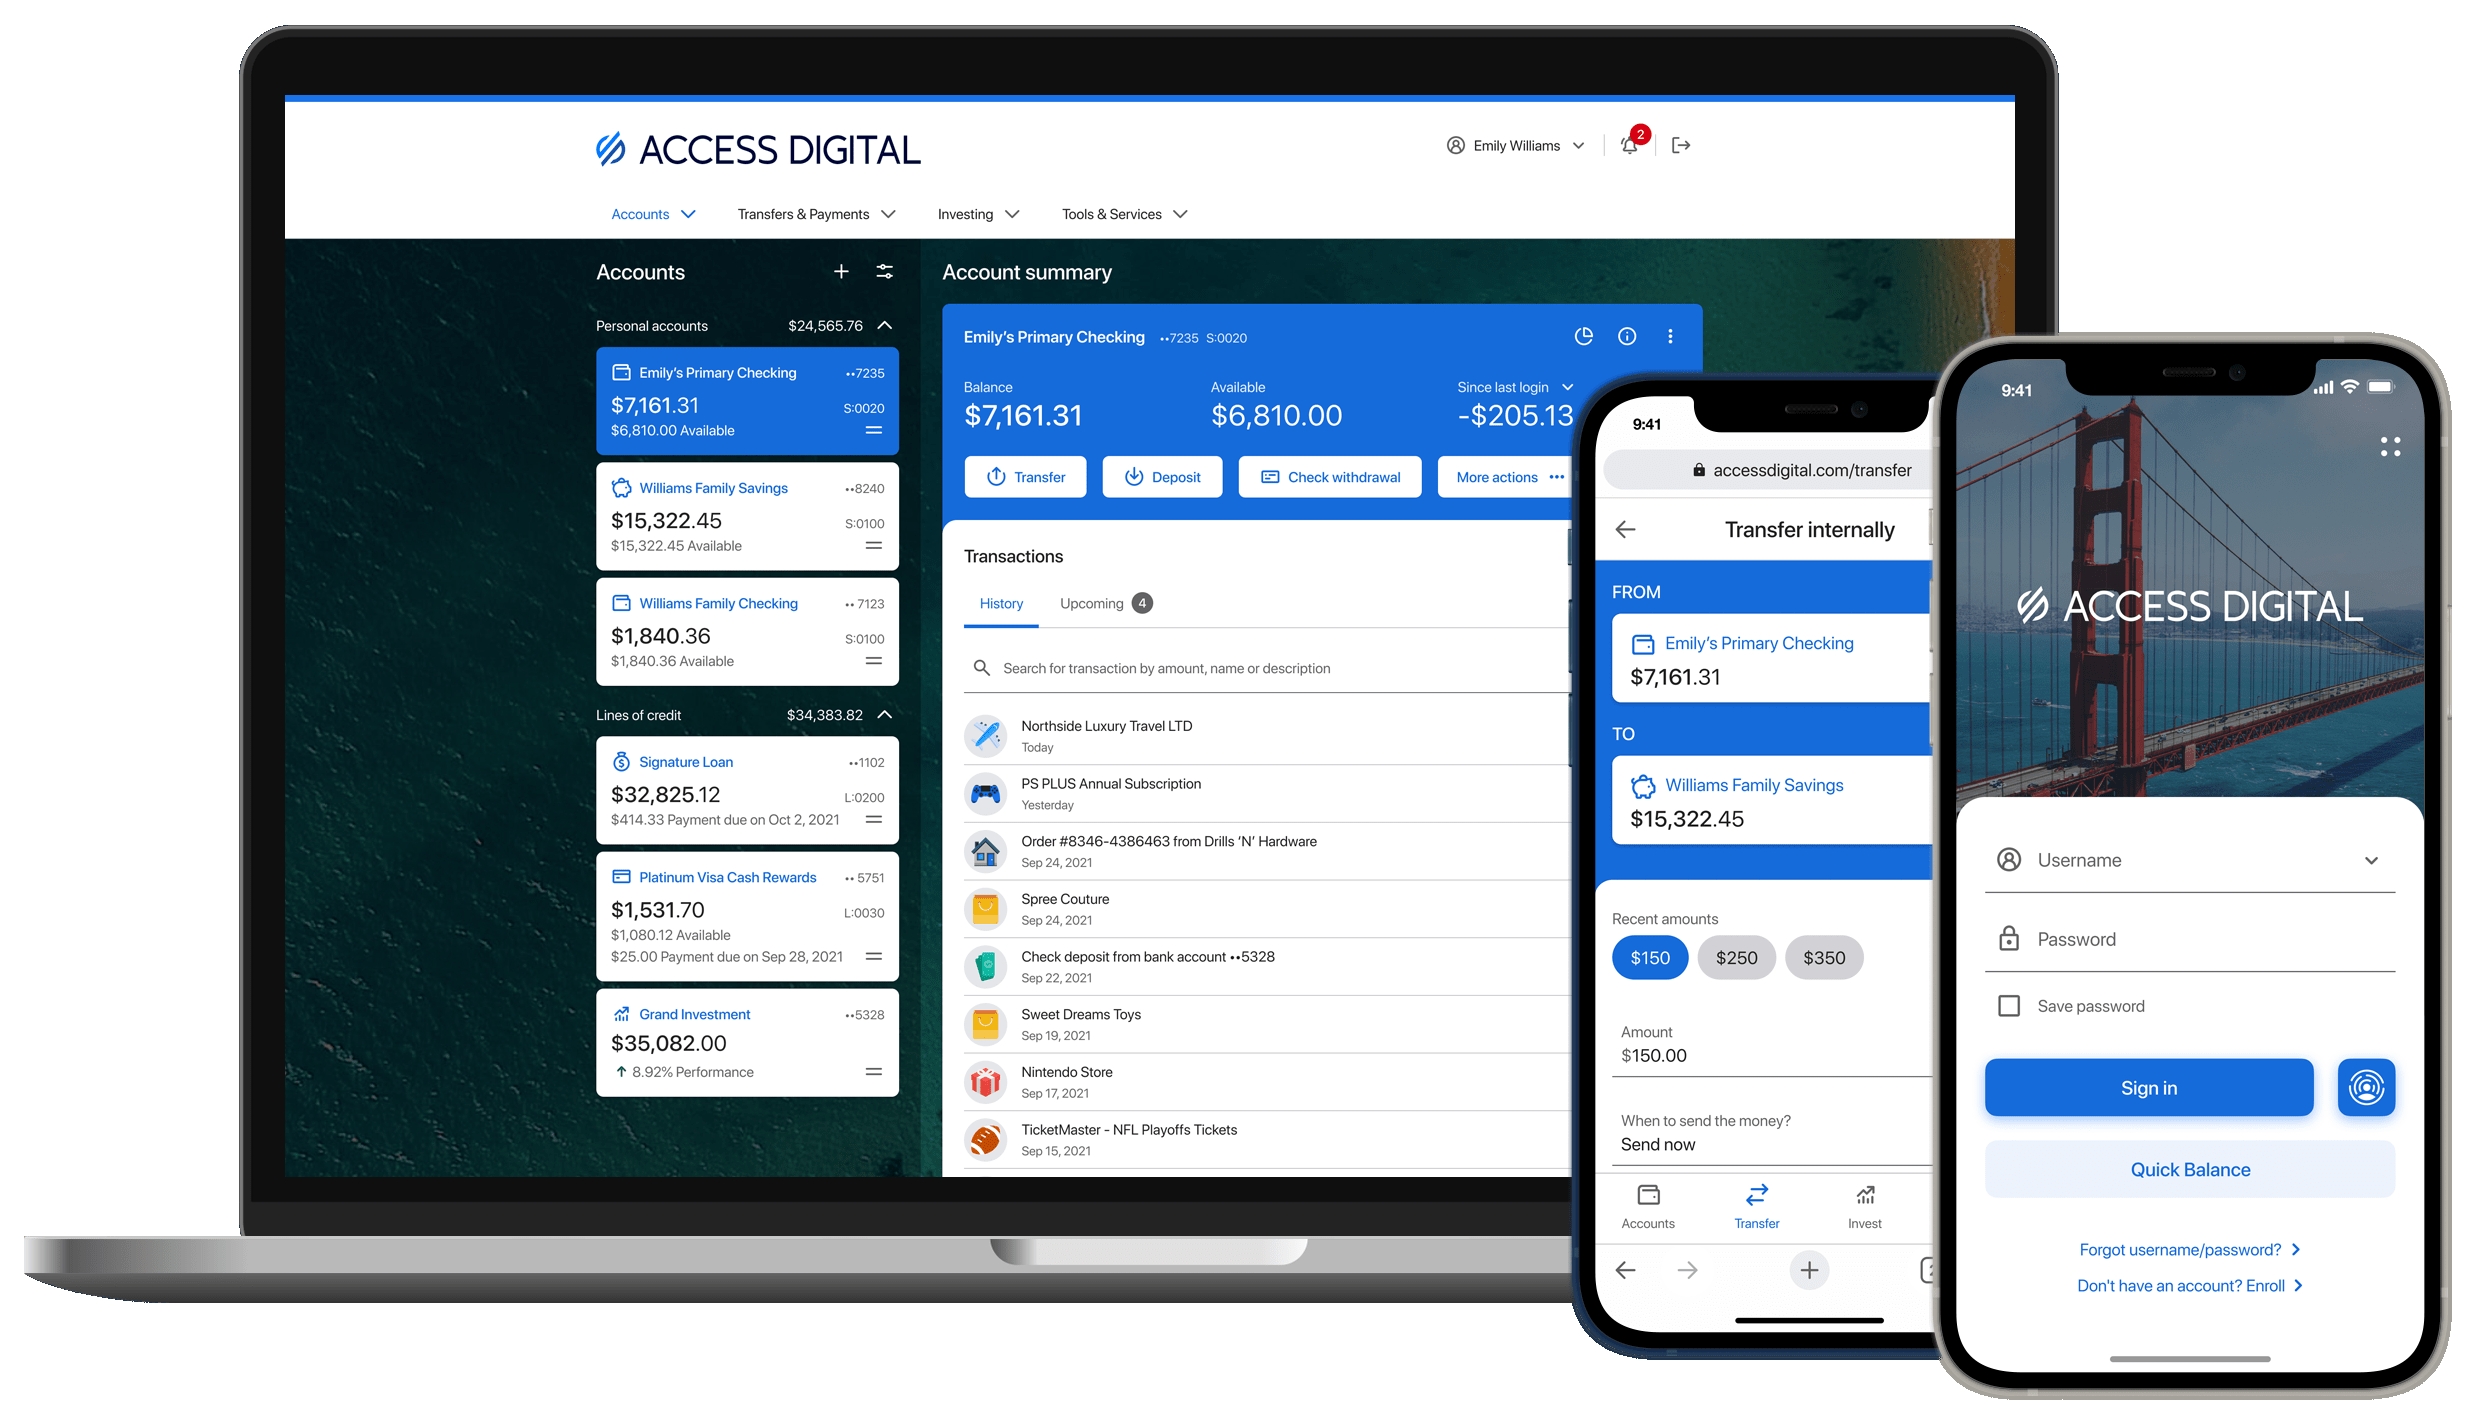 ACCESS DIGITAL
Emily Williams
2
Accounts
Transfers & Payments
Investing
Tools & Services
Accounts
Personal accounts
$24,565.76
Emily's Primary Checking
••7235
$7,161.31
S:0020
$6,810.00 Available
Williams Family Savings
••8240
$15,322.45
S:0100
$15,322.45 Available
Williams Family Checking
•• 7123
$1,840.36
S:0100
$1,840.36 Available
Lines of credit
$34,383.82
Signature Loan
••1102
$32,825.12
L:0200
$414.33 Payment due on Oct 2, 2021
Platinum Visa Cash Rewards
•• 5751
$1,531.70
L:0030
$1,080.12 Available
$25.00 Payment due on Sep 28, 2021
Grand Investment
••5328
$35,082.00
8.92% Performance
Account summary
Emily's Primary Checking ••7235 S:0020
Balance
$7,161.31
Available
$6,810.00
Since last login
-$205.13
Transfer
Deposit
Check withdrawal
More actions
Transactions
History
Upcoming 4
Search for transaction by amount, name or description
Northside Luxury Travel LTD
Today
PS PLUS Annual Subscription
Yesterday
Order #8346-4386463 from Drills 'N' Hardware
Sep 24, 2021
Spree Couture
Sep 24, 2021
Check deposit from bank account ••5328
Sep 22, 2021
Sweet Dreams Toys
Sep 19, 2021
Nintendo Store
Sep 17, 2021
TicketMaster - NFL Playoffs Tickets
Sep 15, 2021
9:41
accessdigital.com/transfer
Transfer internally
FROM
Emily's Primary Checking
$7,161.31
TO
Williams Family Savings
$15,322.45
Recent amounts
$150
$250
$350
Amount
$150.00
When to send the money?
Send now
Accounts
Transfer
Invest
9:41
ACCESS DIGITAL
Username
Password
Save password
Sign in
Quick Balance
Forgot username/password?
Don't have an account? Enroll